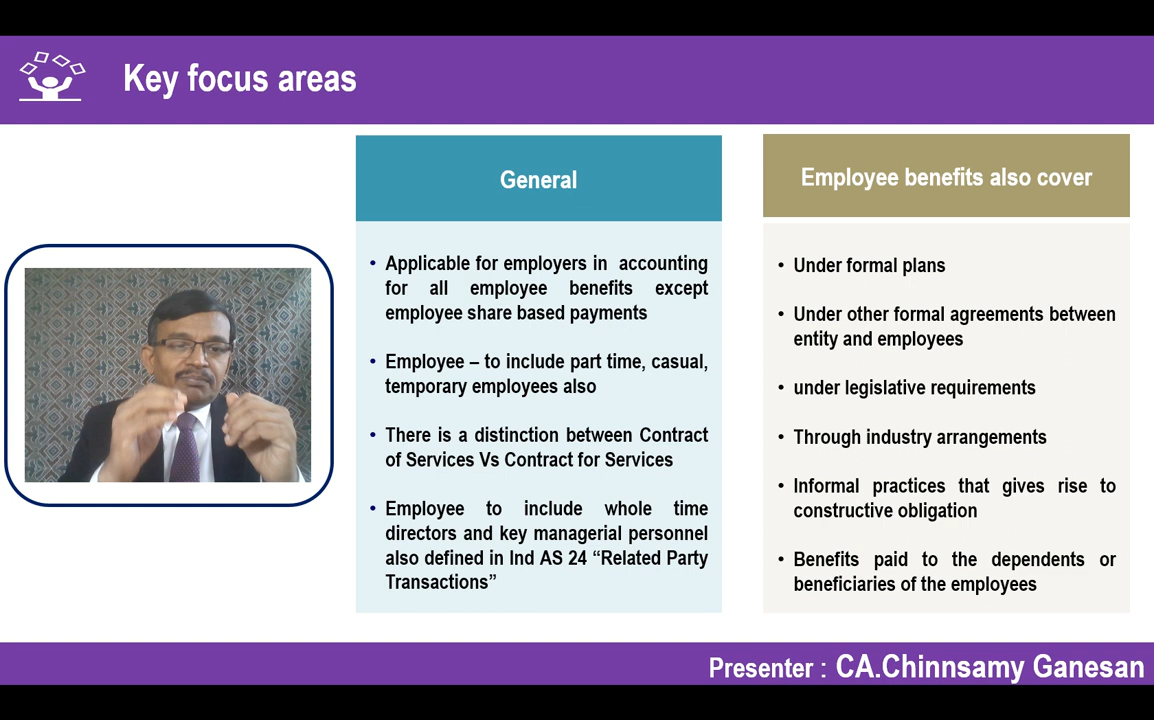 Key focus areas
General
Applicable for employers in accounting
for all employee benefits except
employee share based payments
Employee – to include part time, casual,
temporary employees also
There is a distinction between Contract
of Services Vs Contract for Services
Employee to include whole time
directors and key managerial personnel
also defined in Ind AS 24 “Related Party
Transactions”
Employee benefits also cover
Under formal plans
Under other formal agreements between
entity and employees
under legislative requirements
Through industry arrangements
Informal practices that gives rise to
constructive obligation
Benefits paid to the dependents or
beneficiaries of the employees
Presenter : CA.Chinnsamy Ganesan